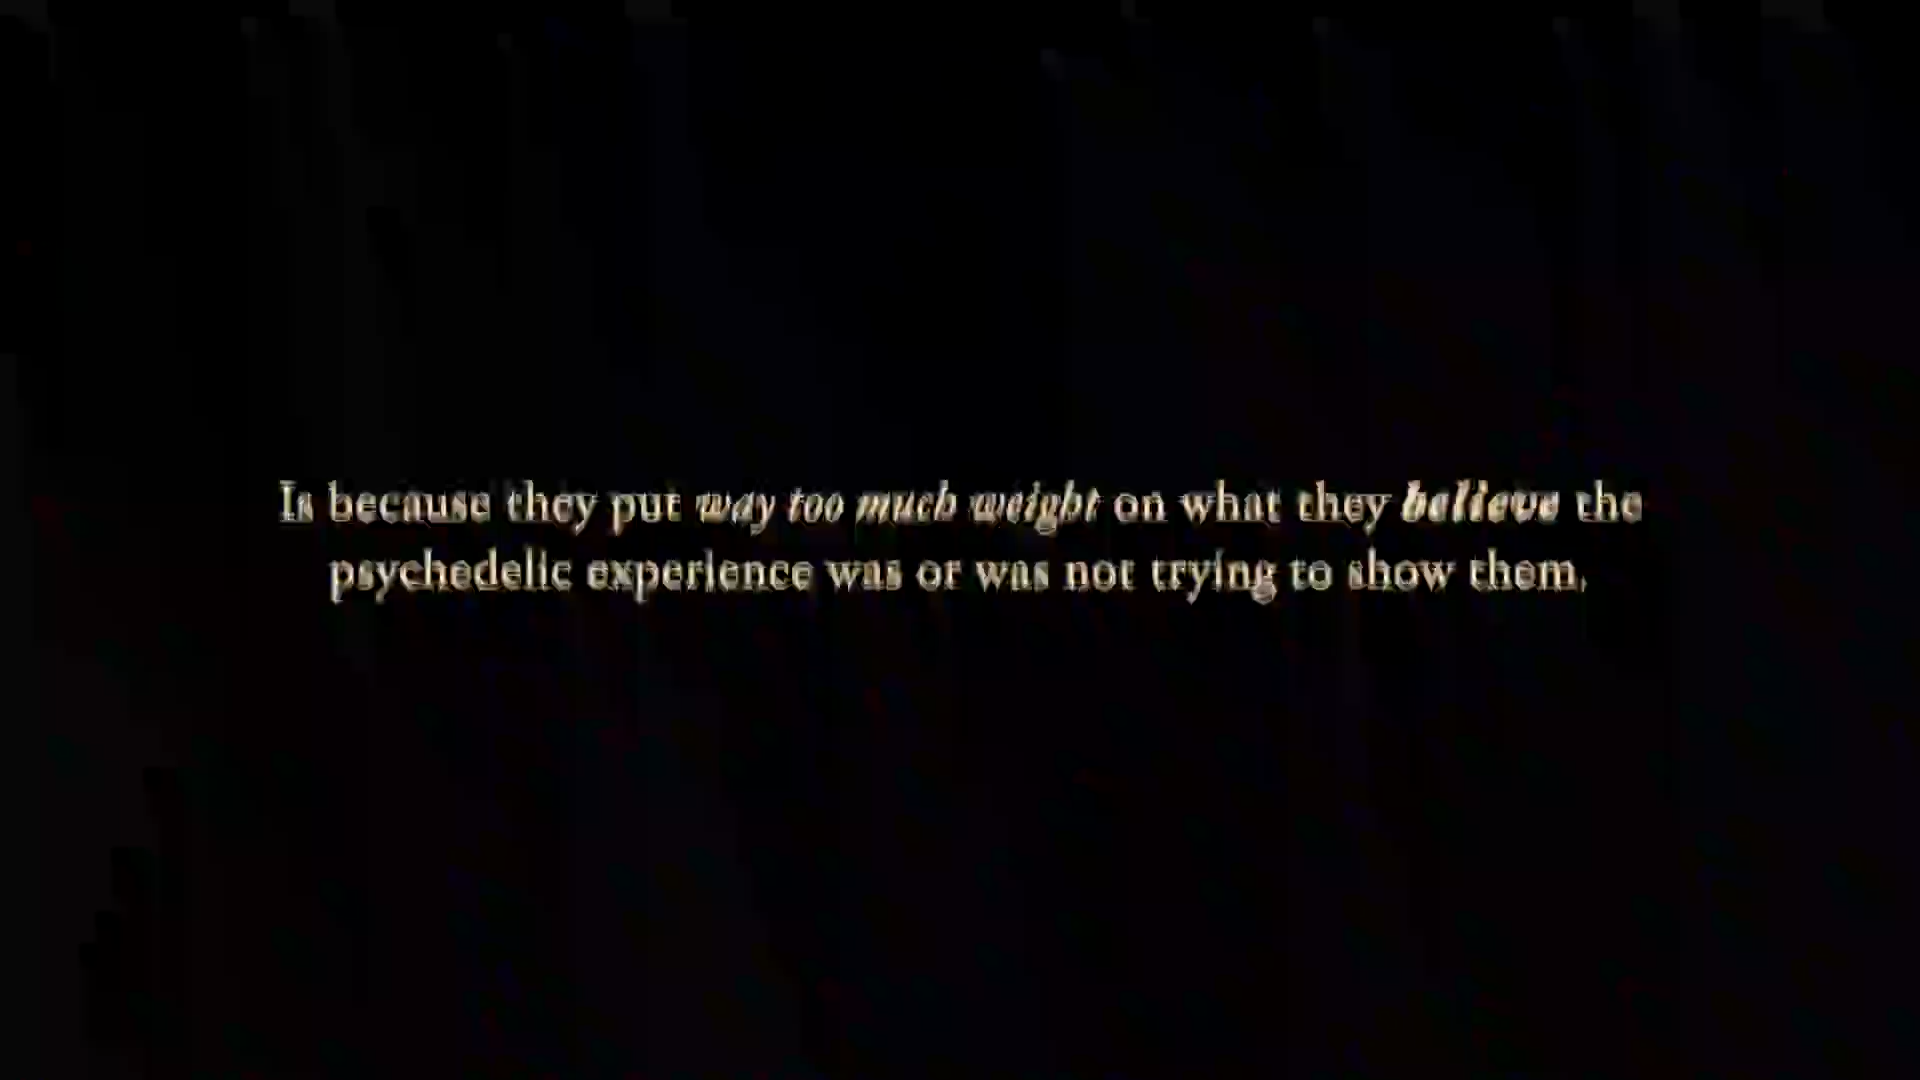 Is because they put way too much weight on what they believe the
psychedelic experience was or was not trying to show them.